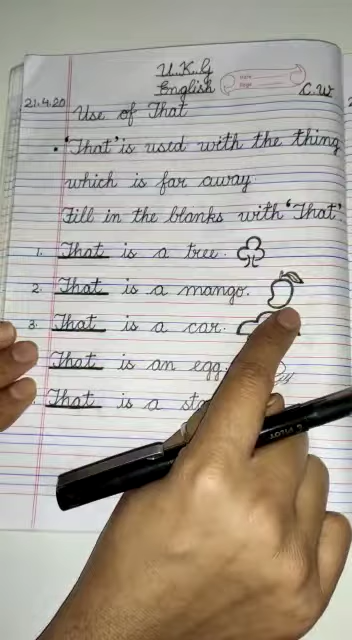 U.K.G
English
C.W
21.4.20
Use of That
• 'That' is used with the thing
which is far away.
Fill in the blanks with 'That'.
1. That is a tree.
2. That is a mango.
3. That is a car.
That is an egg.
That is a
PILOT